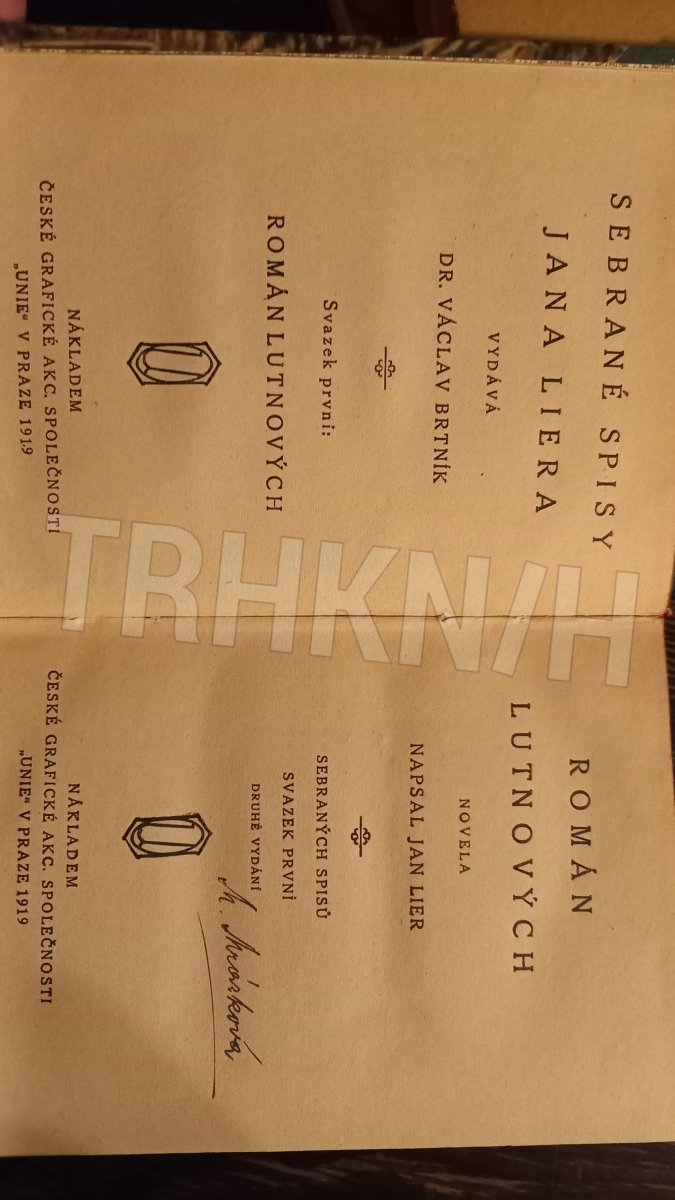 SEBRANÉ SPISY
JANA LIERA
VYDÁVÁ
DR. VÁCLAV BRTNÍK
Svazek první:
ROMÁN LUTNOVÝCH
NÁKLADEM
ČESKÉ GRAFICKÉ AKC. SPOLEČNOSTI
„UNIE“ V PRAZE 1919
ROMÁN
LUTNOVÝCH
NOVELA
NAPSAL JAN LIER
SEBRANÝCH SPISŮ
SVAZEK PRVNÍ
DRUHÉ VYDÁNÍ
M. Mrásková
NÁKLADEM
ČESKÉ GRAFICKÉ AKC. SPOLEČNOSTI
„UNIE“ V PRAZE 1919
TRHKN/H